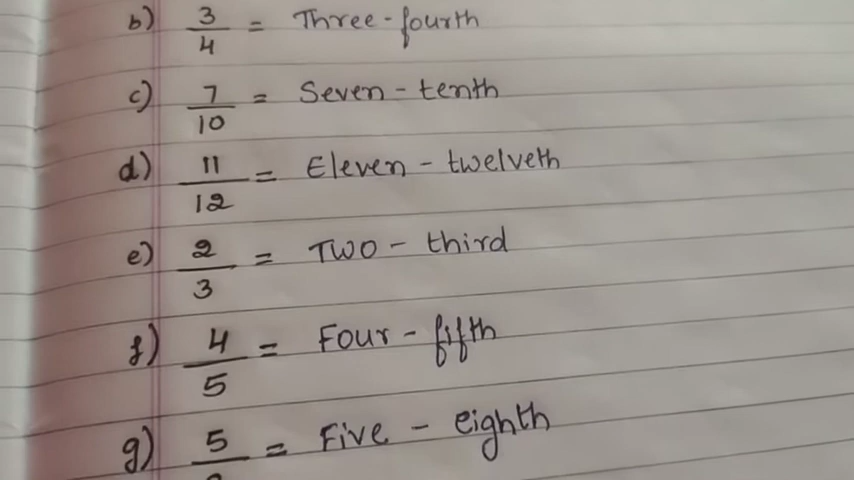 b) 3/4 = Three-fourth
c) 7/10 = Seven-tenth
d) 11/12 = Eleven-twelveth
e) 2/3 = Two-third
f) 4/5 = Four-fifth
g) 5/ = Five-eighth